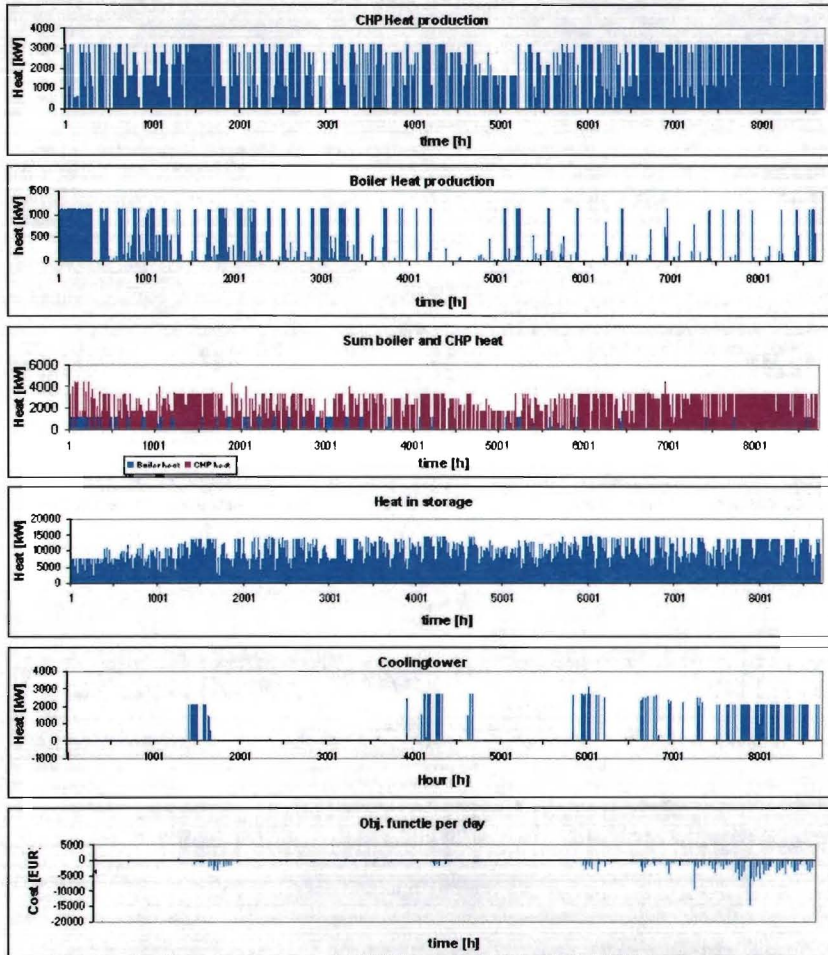 CHP Heat production
Heat [kW]
4000
3000
2000
1000
0
1 1001 2001 3001 4001 5001 6001 7001 8001
time [h]
Boiler Heat production
heat [kW]
1500
1000
500
0
1 1001 2001 3001 4001 5001 6001 7001 8001
time [h]
Sum boiler and CHP heat
Heat [kW]
6000
4000
2000
0
1 1001 2001 3001 4001 5001 6001 7001 8001
Boiler heat CHP heat
time [h]
Heat in storage
Heat [kW]
20000
15000
10000
5000
0
1 1001 2001 3001 4001 5001 6001 7001 8001
time [h]
Coolingtower
Heat [kW]
4000
3000
2000
1000
0
-1000
1 1001 2001 3001 4001 5001 6001 7001 8001
Hour [h]
Obj. functie per day
Cost [EUR]
5000
0
-5000
-10000
-15000
-20000
time [h]